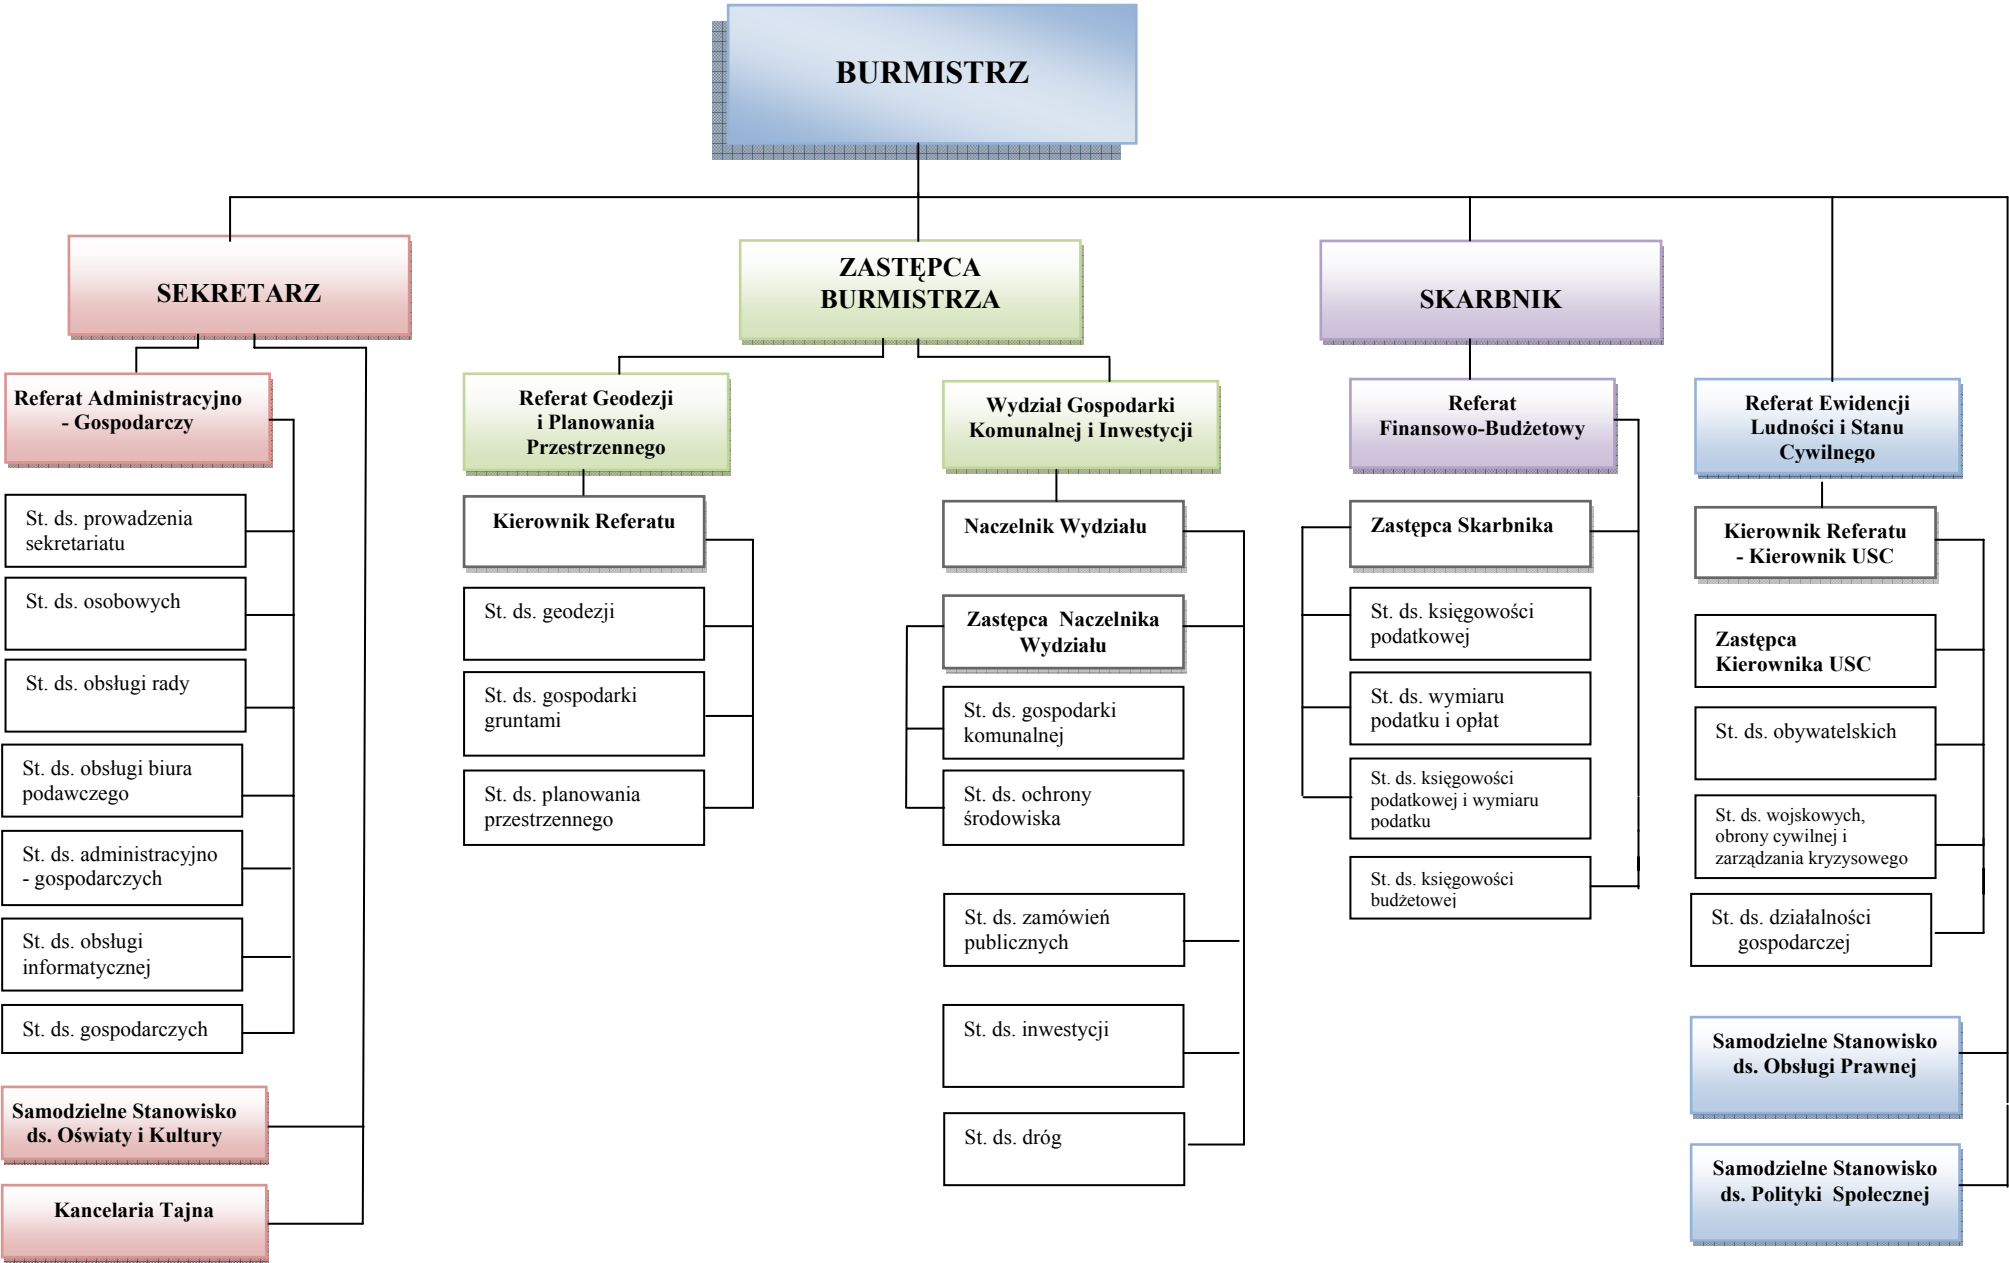 BURMISTRZ
SEKRETARZ
ZASTĘPCA
BURMISTRZA
SKARBNIK
Referat Administracyjno
- Gospodarczy
St. ds. prowadzenia
sekretariatu
St. ds. osobowych
St. ds. obsługi rady
St. ds. obsługi biura
podawczego
St. ds. administracyjno
- gospodarczych
St. ds. obsługi
informatycznej
St. ds. gospodarczych
Samodzielne Stanowisko
ds. Oświaty i Kultury
Kancelaria Tajna
Referat Geodezji
i Planowania
Przestrzennego
Kierownik Referatu
St. ds. geodezji
St. ds. gospodarki
gruntami
St. ds. planowania
przestrzennego
Wydział Gospodarki
Komunalnej i Inwestycji
Naczelnik Wydziału
Zastępca Naczelnika
Wydziału
St. ds. gospodarki
komunalnej
St. ds. ochrony
środowiska
St. ds. zamówień
publicznych
St. ds. inwestycji
St. ds. dróg
Referat
Finansowo-Budżetowy
Zastępca Skarbnika
St. ds. księgowości
podatkowej
St. ds. wymiaru
podatku i opłat
St. ds. księgowości
podatkowej i wymiaru
podatku
St. ds. księgowości
budżetowej
Referat Ewidencji
Ludności i Stanu
Cywilnego
Kierownik Referatu
- Kierownik USC
Zastępca
Kierownika USC
St. ds. obywatelskich
St. ds. wojskowych,
obrony cywilnej i
zarządzania kryzysowego
St. ds. działalności
gospodarczej
Samodzielne Stanowisko
ds. Obsługi Prawnej
Samodzielne Stanowisko
ds. Polityki Społecznej